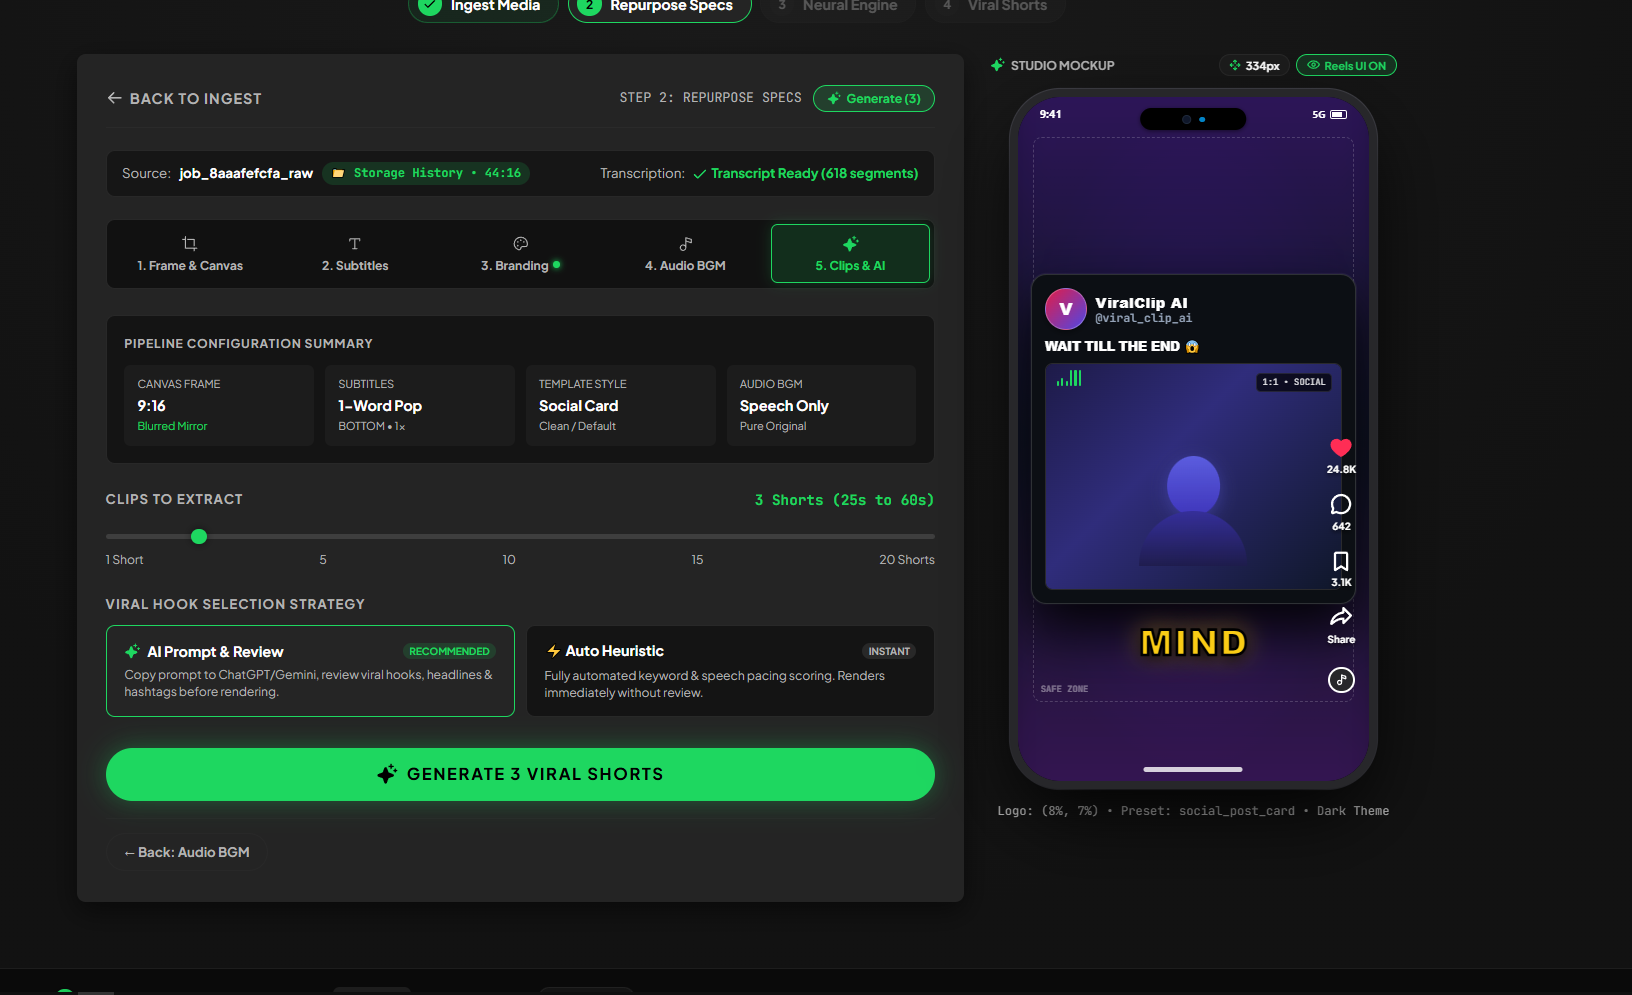 Ingest Media
2 Repurpose Specs
3 Neural Engine
4 Viral Shorts
← BACK TO INGEST
STEP 2: REPURPOSE SPECS
Generate (3)
Source: job_8aaafefcfa_raw
Storage History • 44:16
Transcription: ✓ Transcript Ready (618 segments)
1. Frame & Canvas
2. Subtitles
3. Branding
4. Audio BGM
5. Clips & AI
PIPELINE CONFIGURATION SUMMARY
CANVAS FRAME
9:16
Blurred Mirror
SUBTITLES
1-Word Pop
BOTTOM • 1×
TEMPLATE STYLE
Social Card
Clean / Default
AUDIO BGM
Speech Only
Pure Original
CLIPS TO EXTRACT
3 Shorts (25s to 60s)
1 Short 5 10 15 20 Shorts
VIRAL HOOK SELECTION STRATEGY
AI Prompt & Review
RECOMMENDED
Copy prompt to ChatGPT/Gemini, review viral hooks, headlines &
hashtags before rendering.
Auto Heuristic
INSTANT
Fully automated keyword & speech pacing scoring. Renders
immediately without review.
GENERATE 3 VIRAL SHORTS
← Back: Audio BGM
STUDIO MOCKUP
334px
Reels UI ON
9:41
5G
V
ViralClip AI
@viral_clip_ai
WAIT TILL THE END 😱
1:1 • SOCIAL
24.8K
642
3.1K
Share
MIND
SAFE ZONE
Logo: (8%, 7%) • Preset: social_post_card • Dark Theme